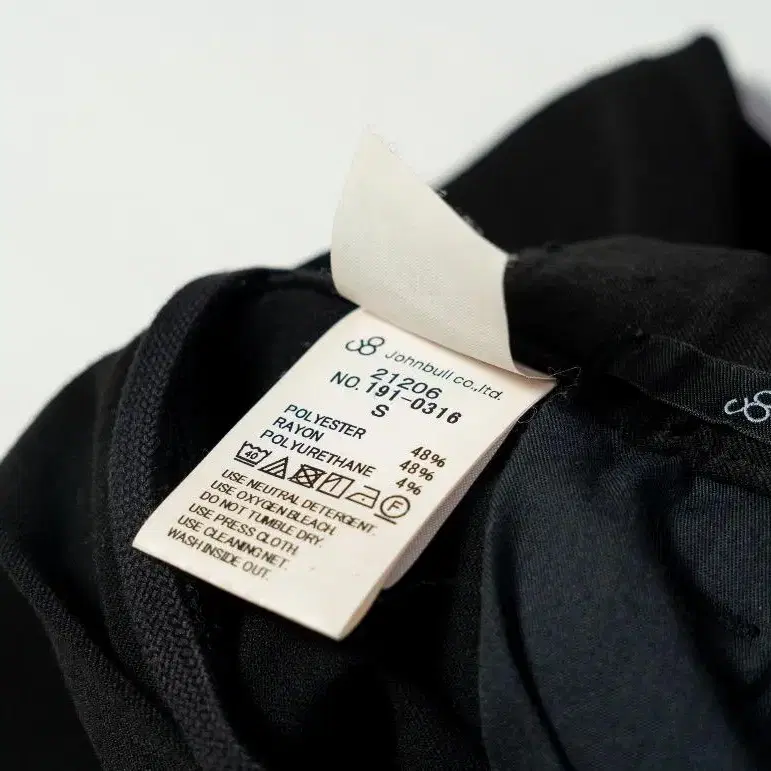 Johnbull co.,ltd.
21206
NO. 191-0316
S
POLYESTER 48%
RAYON 48%
POLYURETHANE 4%
40 F
USE NEUTRAL DETERGENT.
USE OXYGEN BLEACH.
DO NOT TUMBLE DRY.
USE PRESS CLOTH.
USE CLEANING NET.
WASH INSIDE OUT.